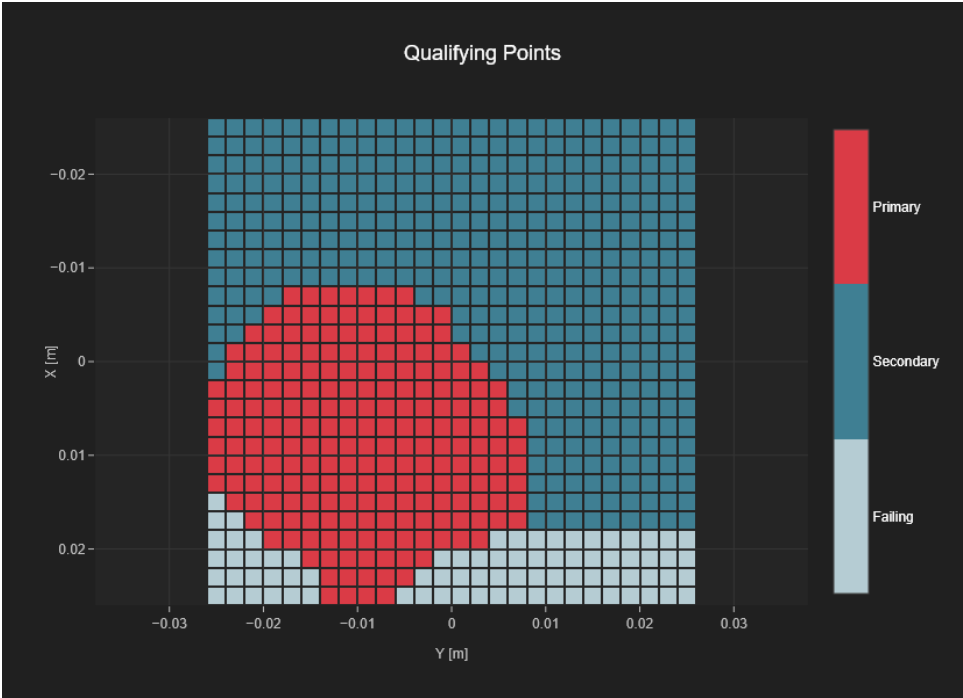 Qualifying Points
−0.02
−0.01
0
0.01
0.02
X [m]
−0.03
−0.02
−0.01
0
0.01
0.02
0.03
Y [m]
Primary
Secondary
Failing